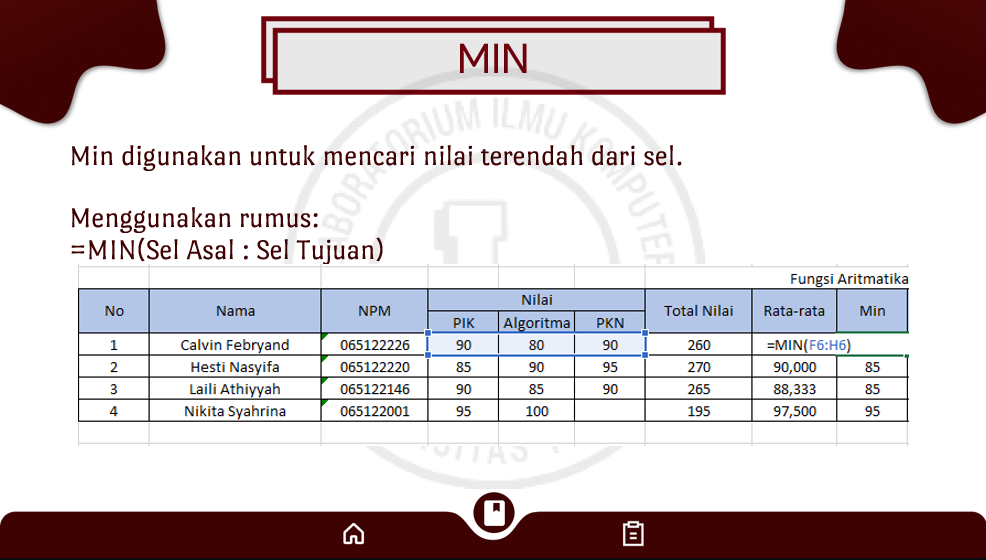 MIN
LABORATORIUM ILMU KOMPUTER
Min digunakan untuk mencari nilai terendah dari sel.
Menggunakan rumus:
=MIN(Sel Asal : Sel Tujuan)
Fungsi Aritmatika
No Nama NPM Nilai Total Nilai Rata-rata Min
PIK Algoritma PKN
1 Calvin Febryand 065122226 90 80 90 260 =MIN(F6:H6)
2 Hesti Nasyifa 065122220 85 90 95 270 90,000 85
3 Laili Athiyyah 065122146 90 85 90 265 88,333 85
4 Nikita Syahrina 065122001 95 100 195 97,500 95